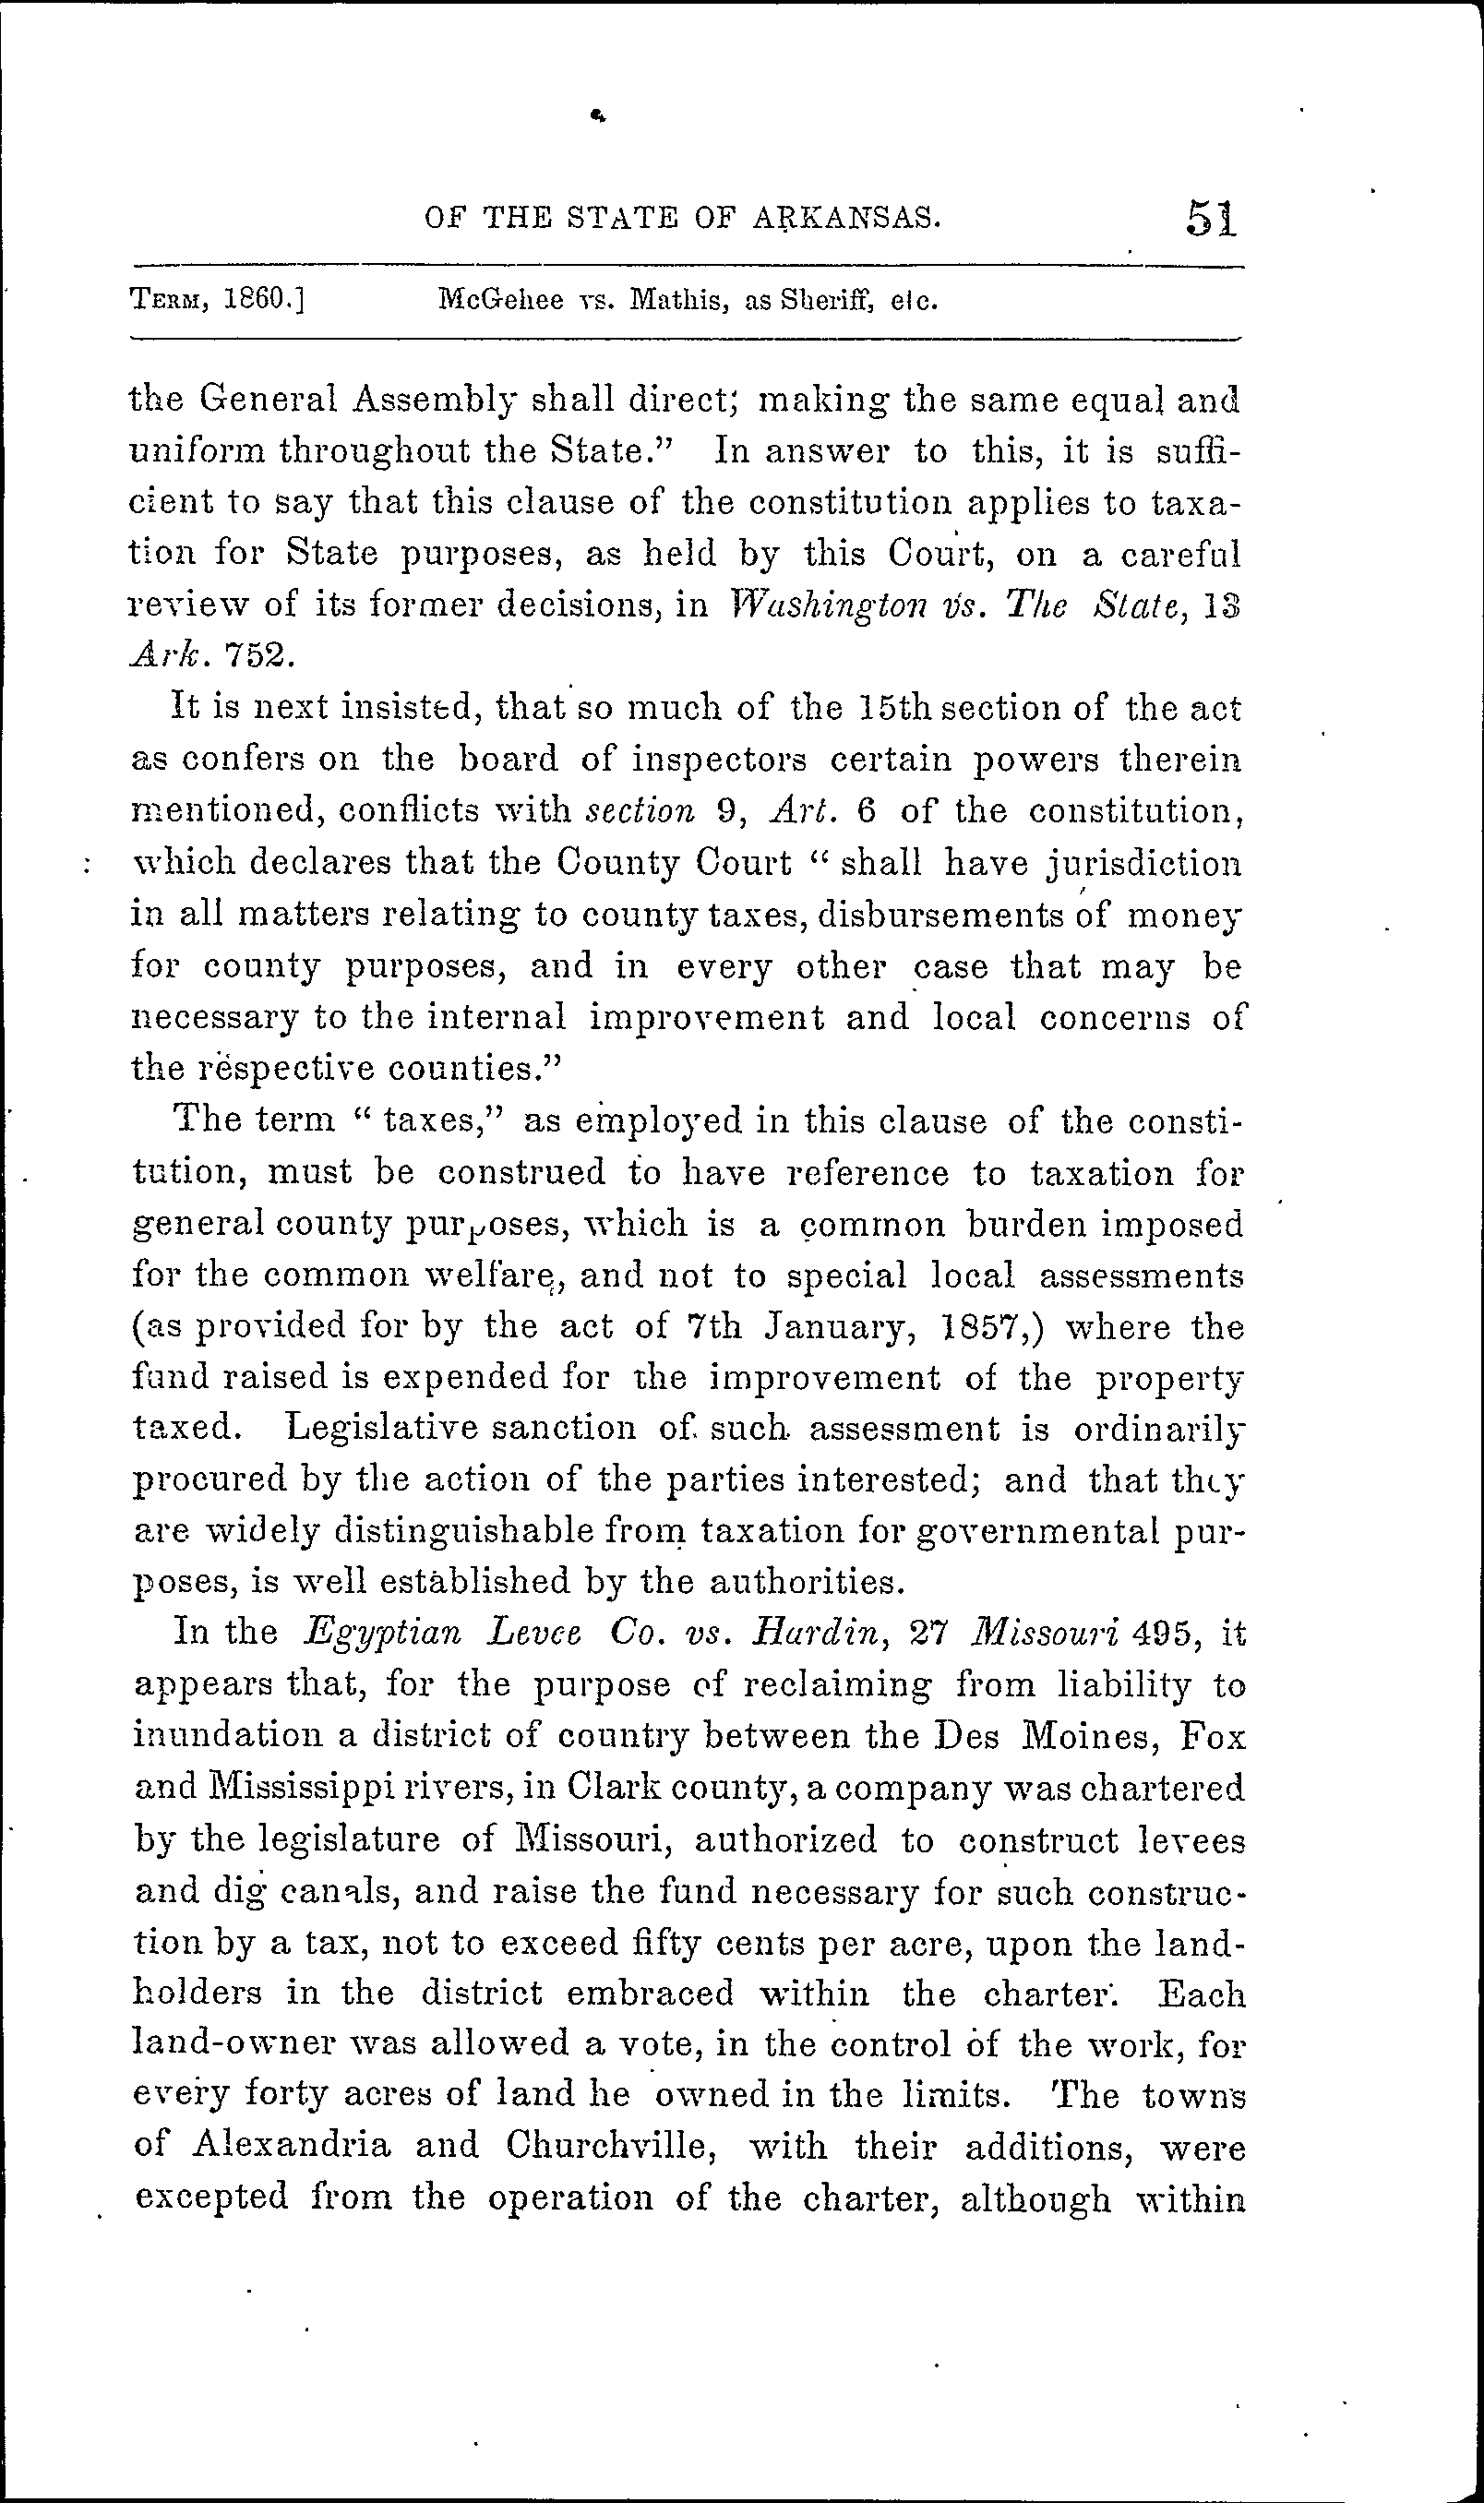 OF THE STATE OF ARKANSAS. 51
TERM, 1860.] McGehee vs. Mathis, as Sheriff, etc.
the General Assembly shall direct; making the same equal and
uniform throughout the State." In answer to this, it is suffi-
cient to say that this clause of the constitution applies to taxa-
tion for State purposes, as held by this Court, on a careful
review of its former decisions, in Washington vs. The State, 13
Ark. 752.
It is next insisted, that so much of the 15th section of the act
as confers on the board of inspectors certain powers therein
mentioned, conflicts with section 9, Art. 6 of the constitution,
which declares that the County Court " shall have jurisdiction
in all matters relating to county taxes, disbursements of money
for county purposes, and in every other case that may be
necessary to the internal improvement and local concerns of
the respective counties."
The term " taxes," as employed in this clause of the consti-
tution, must be construed to have reference to taxation for
general county purposes, which is a common burden imposed
for the common welfare, and not to special local assessments
(as provided for by the act of 7th January, 1857,) where the
fund raised is expended for the improvement of the property
taxed. Legislative sanction of such assessment is ordinarily
procured by the action of the parties interested; and that they
are widely distinguishable from taxation for governmental pur-
poses, is well established by the authorities.
In the Egyptian Levee Co. vs. Hardin, 27 Missouri 495, it
appears that, for the purpose of reclaiming from liability to
inundation a district of country between the Des Moines, Fox
and Mississippi rivers, in Clark county, a company was chartered
by the legislature of Missouri, authorized to construct levees
and dig canals, and raise the fund necessary for such construc-
tion by a tax, not to exceed fifty cents per acre, upon the land-
holders in the district embraced within the charter. Each
land-owner was allowed a vote, in the control of the work, for
every forty acres of land he owned in the limits. The towns
of Alexandria and Churchville, with their additions, were
excepted from the operation of the charter, although within